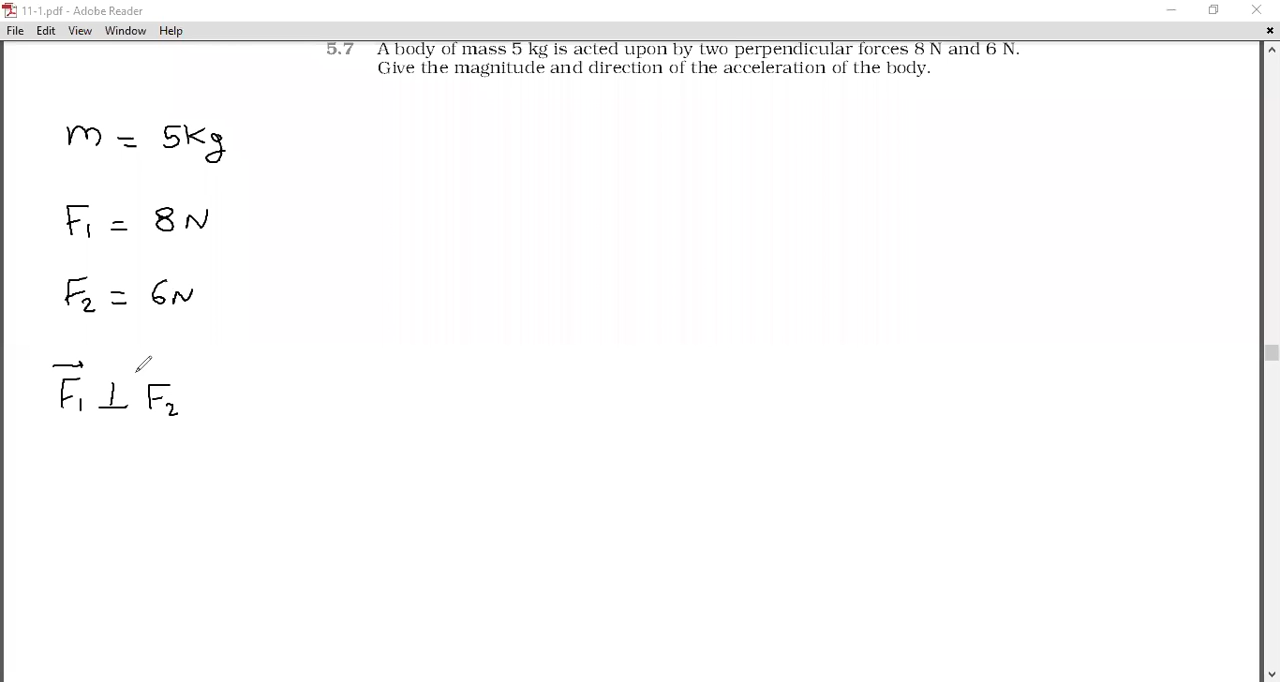 11-1.pdf - Adobe Reader
File Edit View Window Help
5.7 A body of mass 5 kg is acted upon by two perpendicular forces 8 N and 6 N.
Give the magnitude and direction of the acceleration of the body.
m = 5Kg
F₁ = 8N
F₂ = 6N
F⃗₁ ⊥ F₂